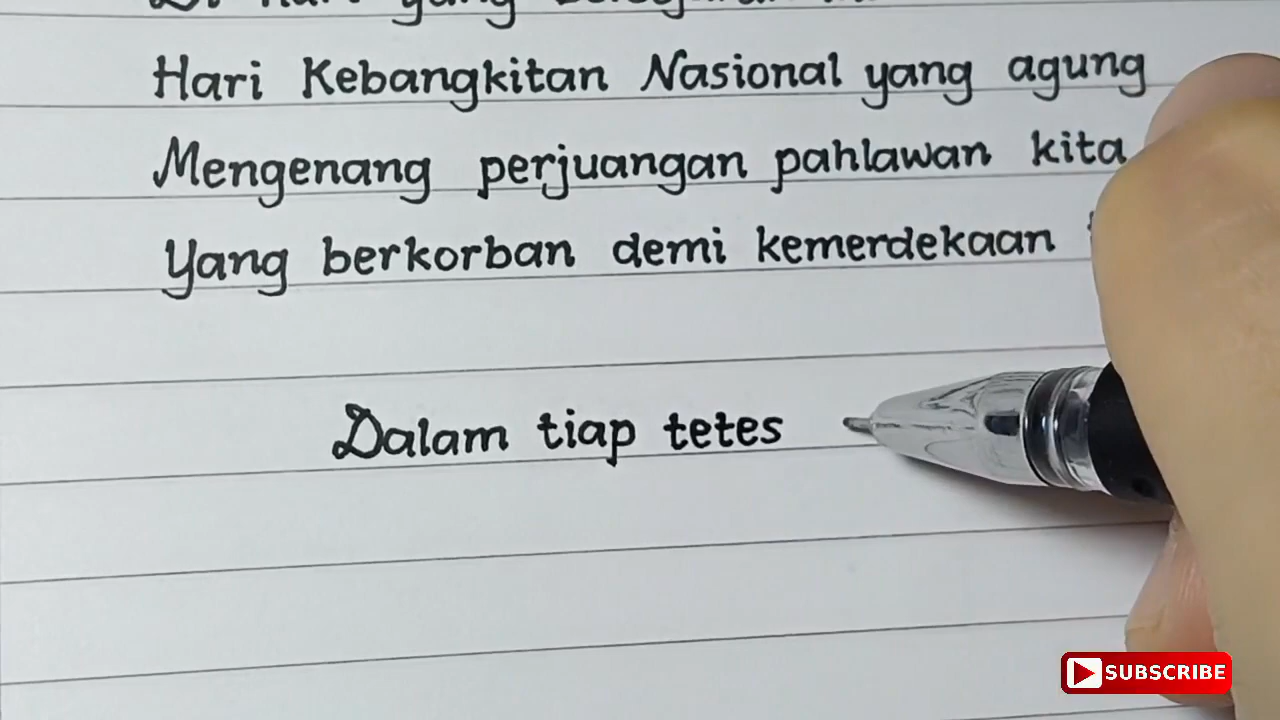 Hari Kebangkitan Nasional yang agung
Mengenang perjuangan pahlawan kita
Yang berkorban demi kemerdekaan
Dalam tiap tetes
SUBSCRIBE